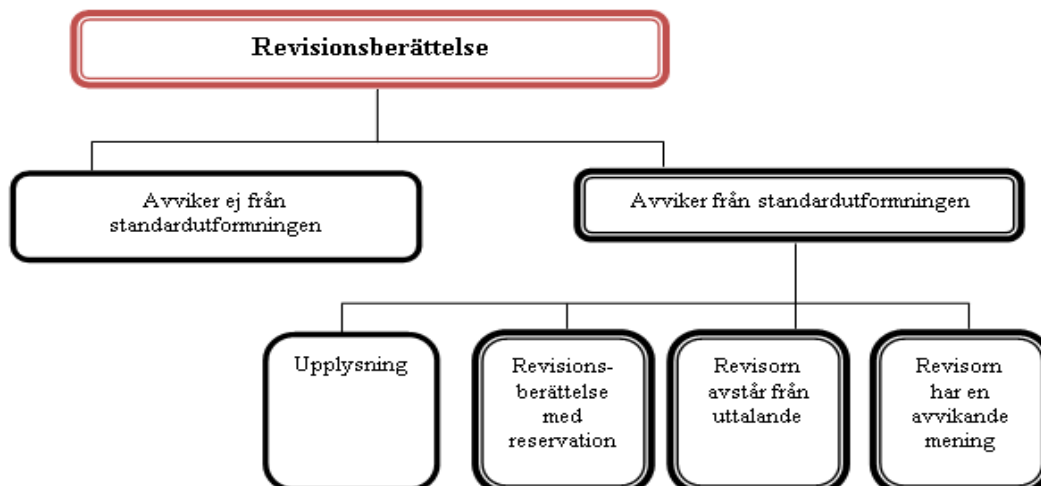 Revisionsberättelse
Avviker ej från
standardutformningen
Avviker från standardutformningen
Upplysning
Revisions-
berättelse
med
reservation
Revisorn
avstår från
uttalande
Revisorn
har en
avvikande
mening